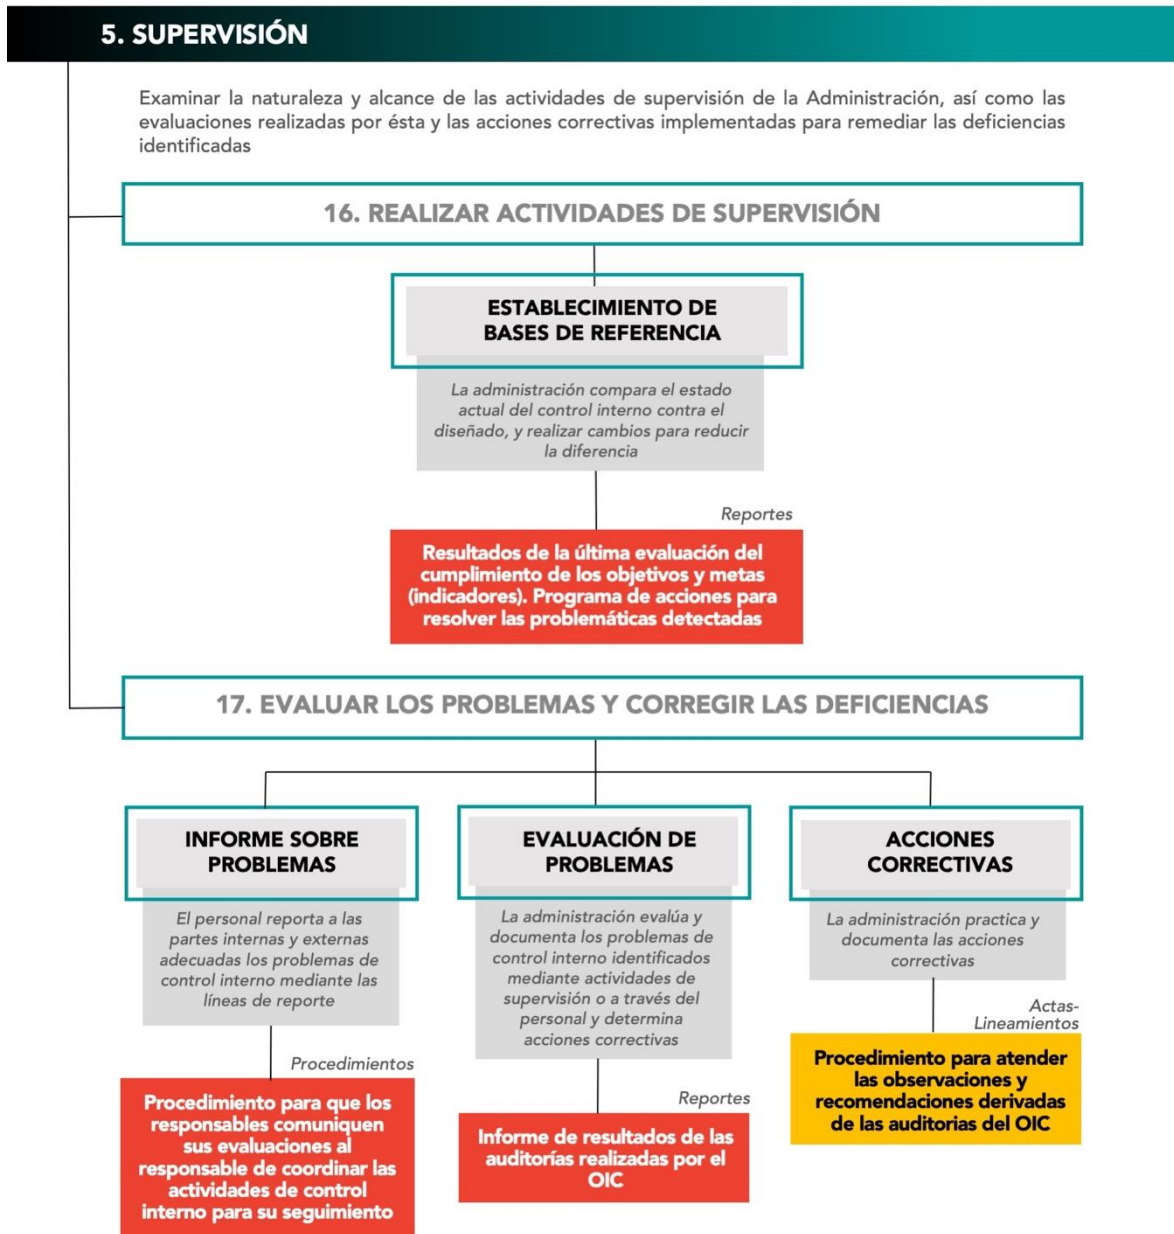 5. SUPERVISIÓN
Examinar la naturaleza y alcance de las actividades de supervisión de la Administración, así como las
evaluaciones realizadas por ésta y las acciones correctivas implementadas para remediar las deficiencias
identificadas
16. REALIZAR ACTIVIDADES DE SUPERVISIÓN
ESTABLECIMIENTO DE
BASES DE REFERENCIA
La administración compara el estado
actual del control interno contra el
diseñado, y realizar cambios para reducir
la diferencia
Reportes
Resultados de la última evaluación del
cumplimiento de los objetivos y metas
(indicadores). Programa de acciones para
resolver las problemáticas detectadas
17. EVALUAR LOS PROBLEMAS Y CORREGIR LAS DEFICIENCIAS
INFORME SOBRE
PROBLEMAS
El personal reporta a las
partes internas y externas
adecuadas los problemas de
control interno mediante las
líneas de reporte
Procedimientos
Procedimiento para que los
responsables comuniquen
sus evaluaciones al
responsable de coordinar las
actividades de control
interno para su seguimiento
EVALUACIÓN DE
PROBLEMAS
La administración evalúa y
documenta los problemas de
control interno identificados
mediante actividades de
supervisión o a través del
personal y determina
acciones correctivas
Reportes
Informe de resultados de las
auditorías realizadas por el
OIC
ACCIONES
CORRECTIVAS
La administración practica y
documenta las acciones
correctivas
Actas-
Lineamientos
Procedimiento para atender
las observaciones y
recomendaciones derivadas
de las auditorias del OIC